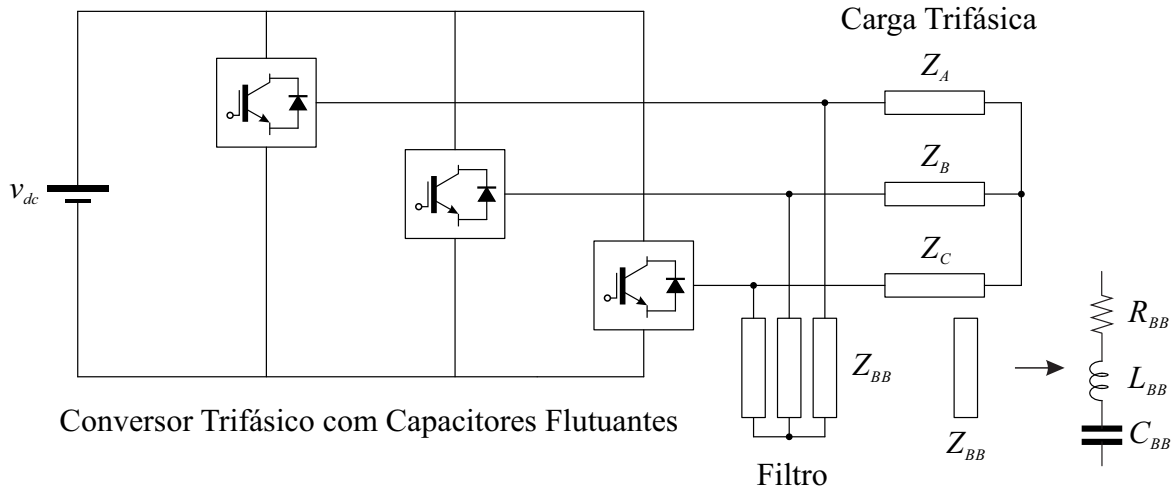 Carga Trifásica
Z_A
v_dc
Z_B
Z_C
R_BB
Z_BB
L_BB
Conversor Trifásico com Capacitores Flutuantes
C_BB
Z_BB
Filtro